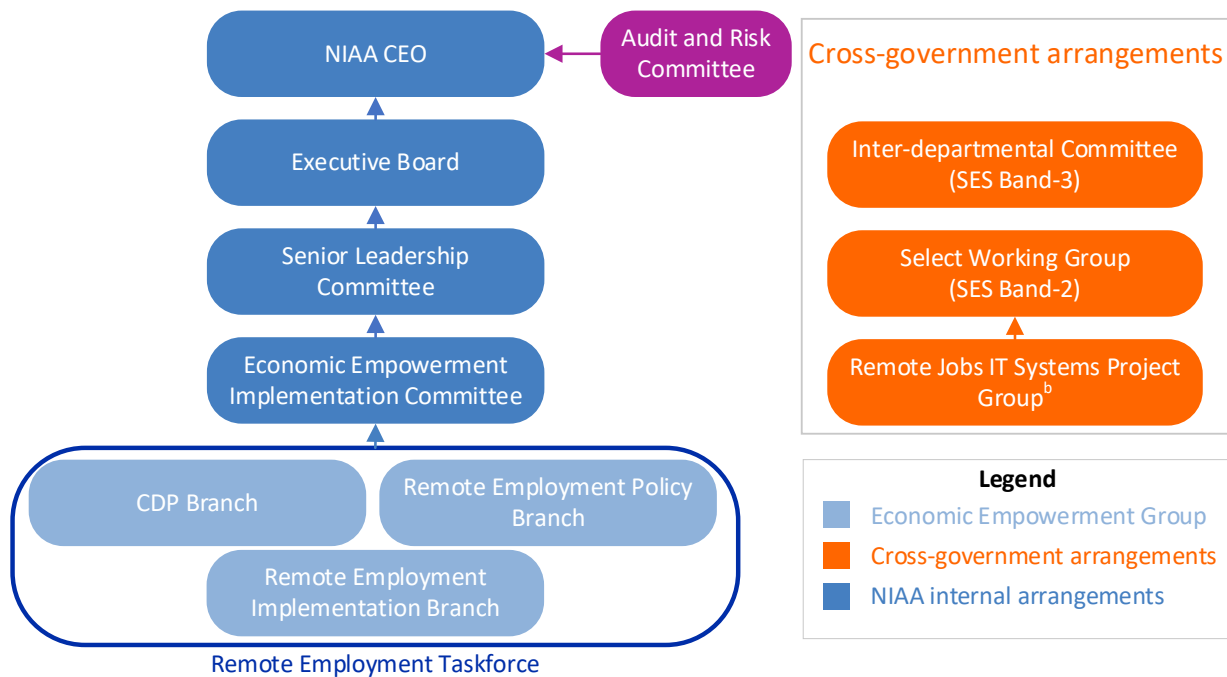 NIAA CEO
Audit and Risk
Committee
Executive Board
Senior Leadership
Committee
Economic Empowerment
Implementation Committee
CDP Branch
Remote Employment Policy
Branch
Remote Employment
Implementation Branch
Remote Employment Taskforce
Cross-government arrangements
Inter-departmental Committee
(SES Band-3)
Select Working Group
(SES Band-2)
Remote Jobs IT Systems Project
Groupᵇ
Legend
Economic Empowerment Group
Cross-government arrangements
NIAA internal arrangements